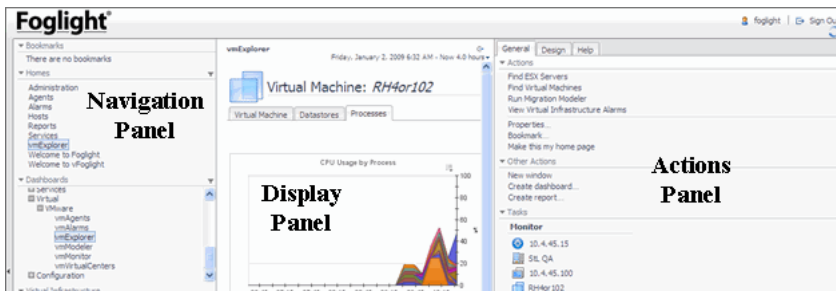 Foglight®
foglight | Sign Ou
Bookmarks
There are no bookmarks
Homes
Administration
Agents
Alarms
Hosts
Reports
Services
vmExplorer
Welcome to Foglight
Welcome to vFoglight
Navigation
Panel
Dashboards
Services
Virtual
VMware
vmAgents
vmAlarms
vmExplorer
vmModeler
vmMonitor
vmVirtualCenters
Configuration
Virtual Infrastructure
vmExplorer
Friday, January 2, 2009 6:32 AM - Now 4.0 hours
Virtual Machine: RH4or102
Virtual Machine
Datastores
Processes
CPU Usage by Process
100
80
60
40
20
0
%
Display
Panel
General
Design
Help
Actions
Find ESX Servers
Find Virtual Machines
Run Migration Modeler
View Virtual Infrastructure Alarms
Properties...
Bookmark...
Make this my home page
Other Actions
New window
Create dashboard...
Create report...
Actions
Panel
Tasks
Monitor
10.4.45.15
StL QA
10.4.45.100
RH4or102